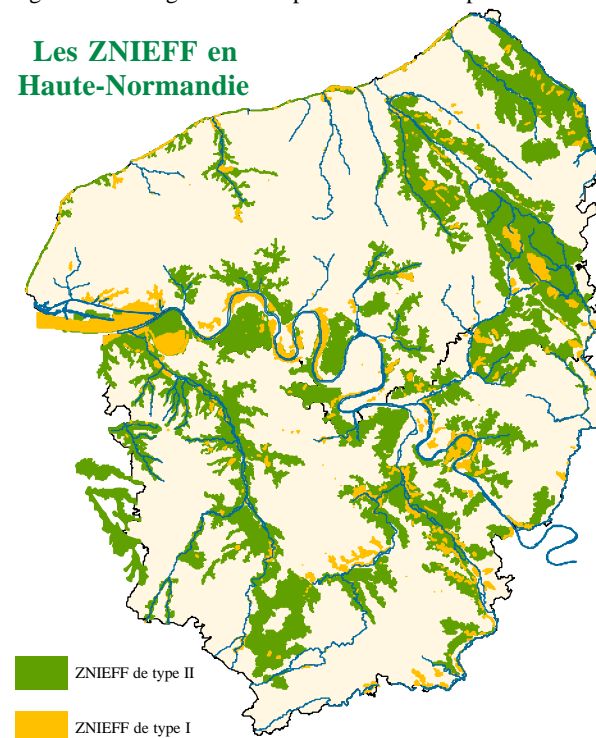 Les ZNIEFF en
Haute-Normandie
ZNIEFF de type II
ZNIEFF de type I